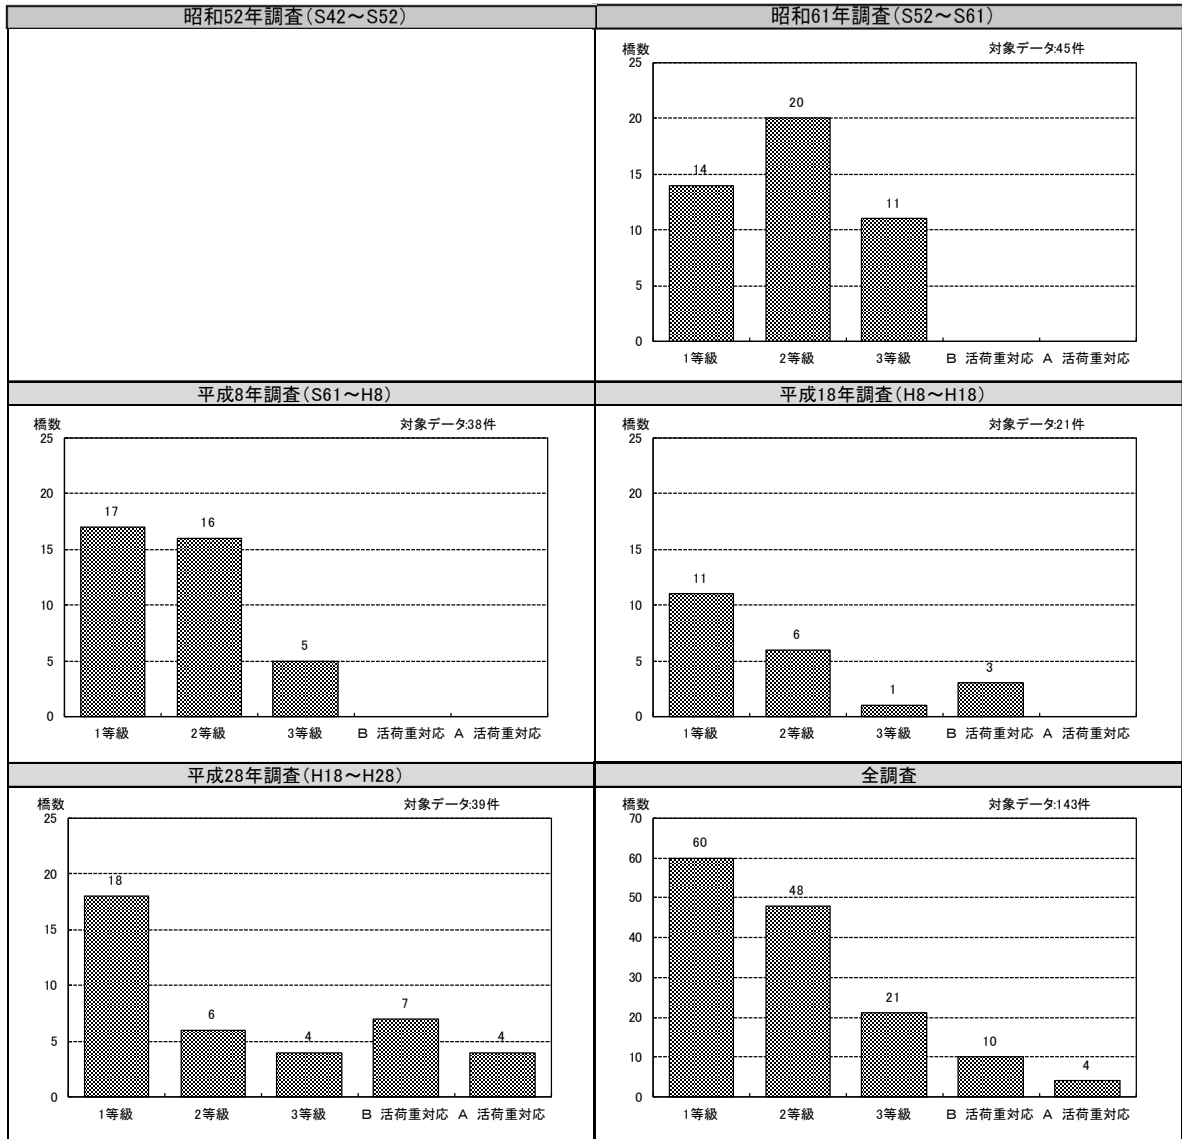 昭和52年調査(S42～S52)
昭和61年調査(S52～S61)
橋数
対象データ:45件
25
20
15
10
5
0
14
20
11
1等級 2等級 3等級 B 活荷重対応 A 活荷重対応
平成8年調査(S61～H8)
橋数
対象データ:38件
25
20
15
10
5
0
17
16
5
1等級 2等級 3等級 B 活荷重対応 A 活荷重対応
平成18年調査(H8～H18)
橋数
対象データ:21件
25
20
15
10
5
0
11
6
1
3
1等級 2等級 3等級 B 活荷重対応 A 活荷重対応
平成28年調査(H18～H28)
橋数
対象データ:39件
25
20
15
10
5
0
18
6
4
7
4
1等級 2等級 3等級 B 活荷重対応 A 活荷重対応
全調査
橋数
対象データ:143件
70
60
50
40
30
20
10
0
60
48
21
10
4
1等級 2等級 3等級 B 活荷重対応 A 活荷重対応